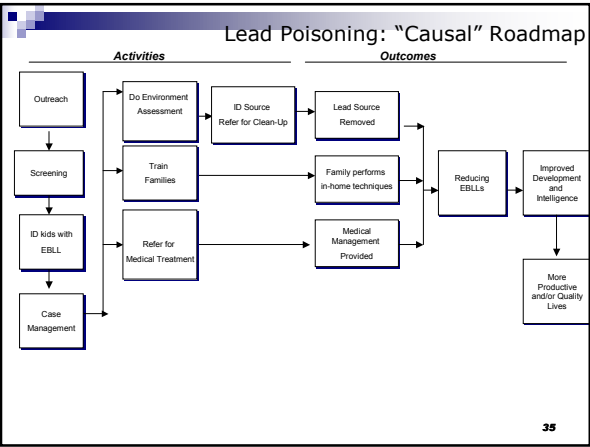 Lead Poisoning: “Causal” Roadmap
Activities
Outcomes
Outreach
Screening
ID kids with
EBLL
Case
Management
Do Environment
Assessment
ID Source
Refer for Clean-Up
Train
Families
Refer for
Medical Treatment
Lead Source
Removed
Family performs
in-home techniques
Medical
Management
Provided
Reducing
EBLLs
Improved
Development
and
Intelligence
More
Productive
and/or Quality
Lives
35